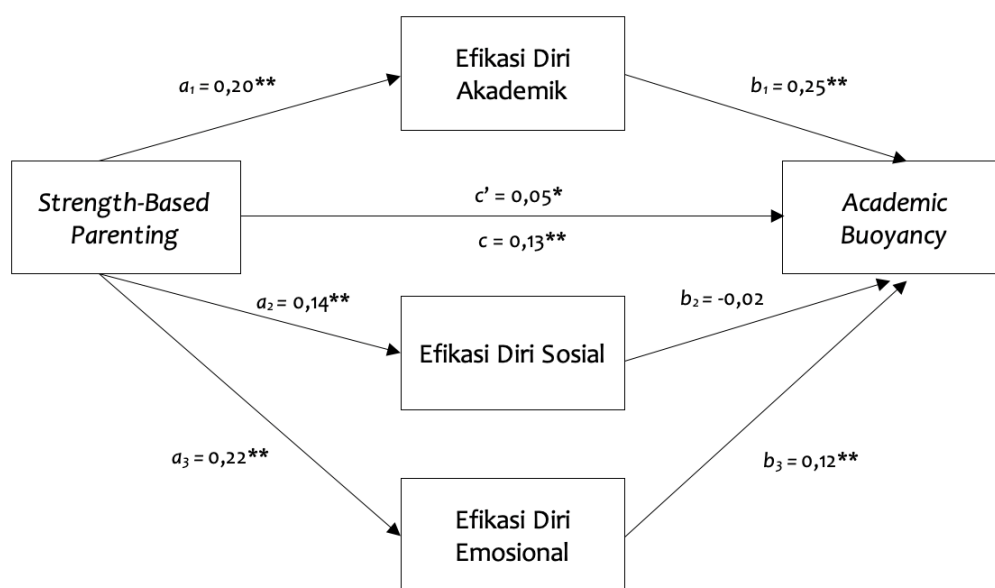 Efikasi Diri
Akademik
a₁ = 0,20**
b₁ = 0,25**
Strength-Based
Parenting
c’ = 0,05*
c = 0,13**
Academic
Buoyancy
a₂ = 0,14**
b₂ = -0,02
Efikasi Diri Sosial
a₃ = 0,22**
b₃ = 0,12**
Efikasi Diri
Emosional